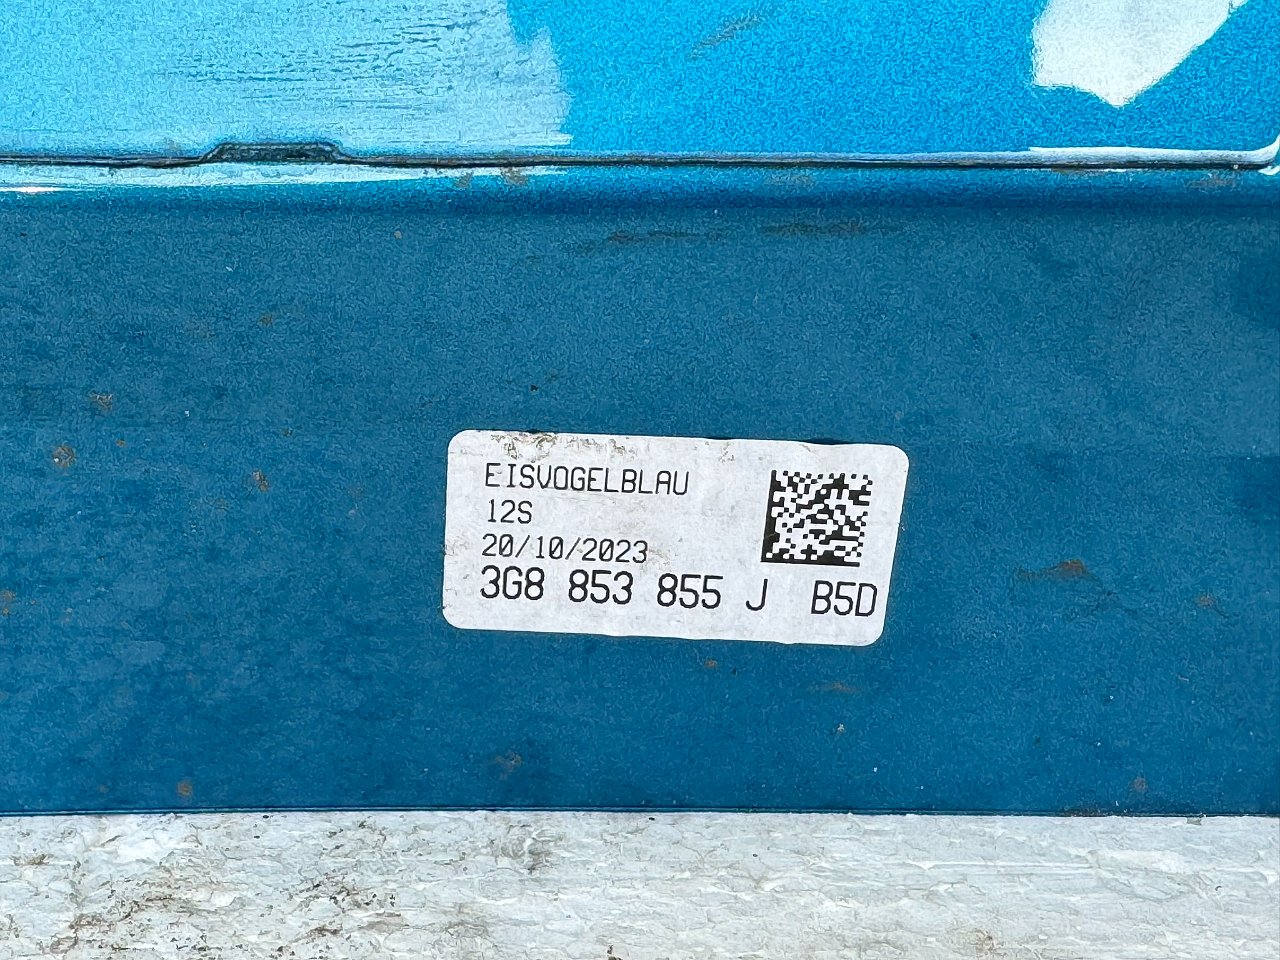 EISVOGELBLAU
12S
20/10/2023
3G8 853 855 J B5D